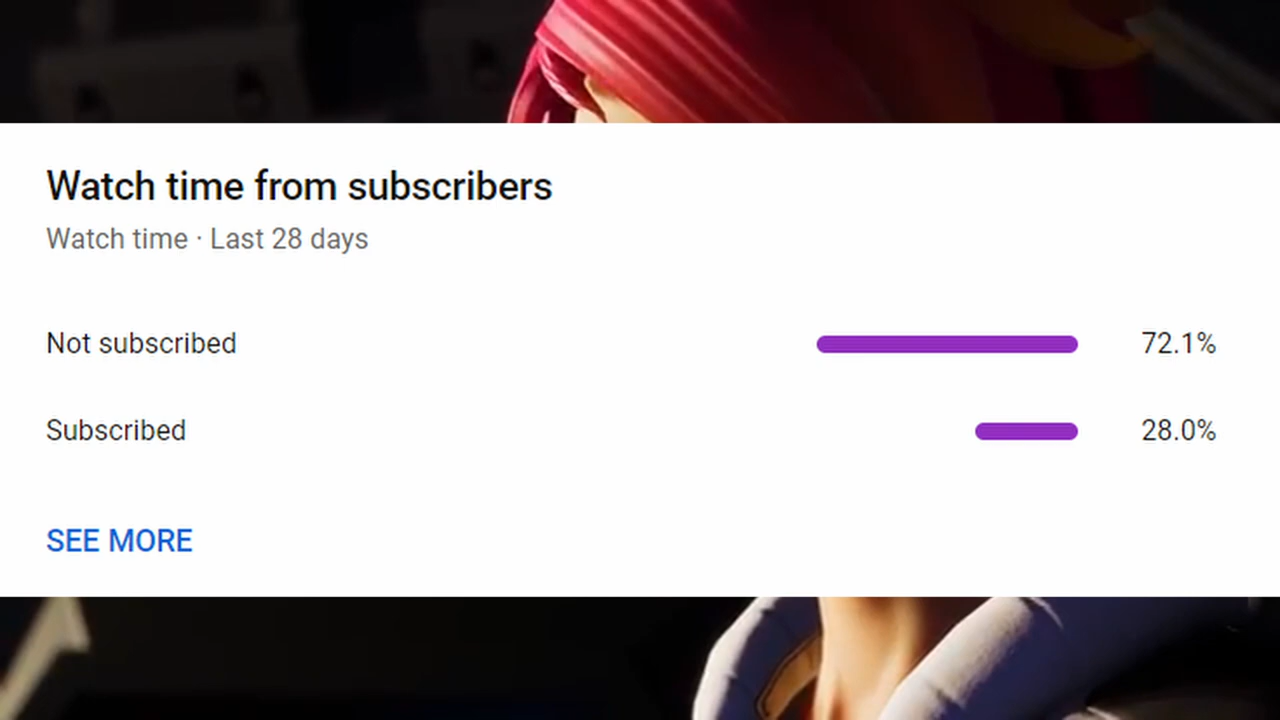 Watch time from subscribers
Watch time · Last 28 days
Not subscribed 72.1%
Subscribed 28.0%
SEE MORE